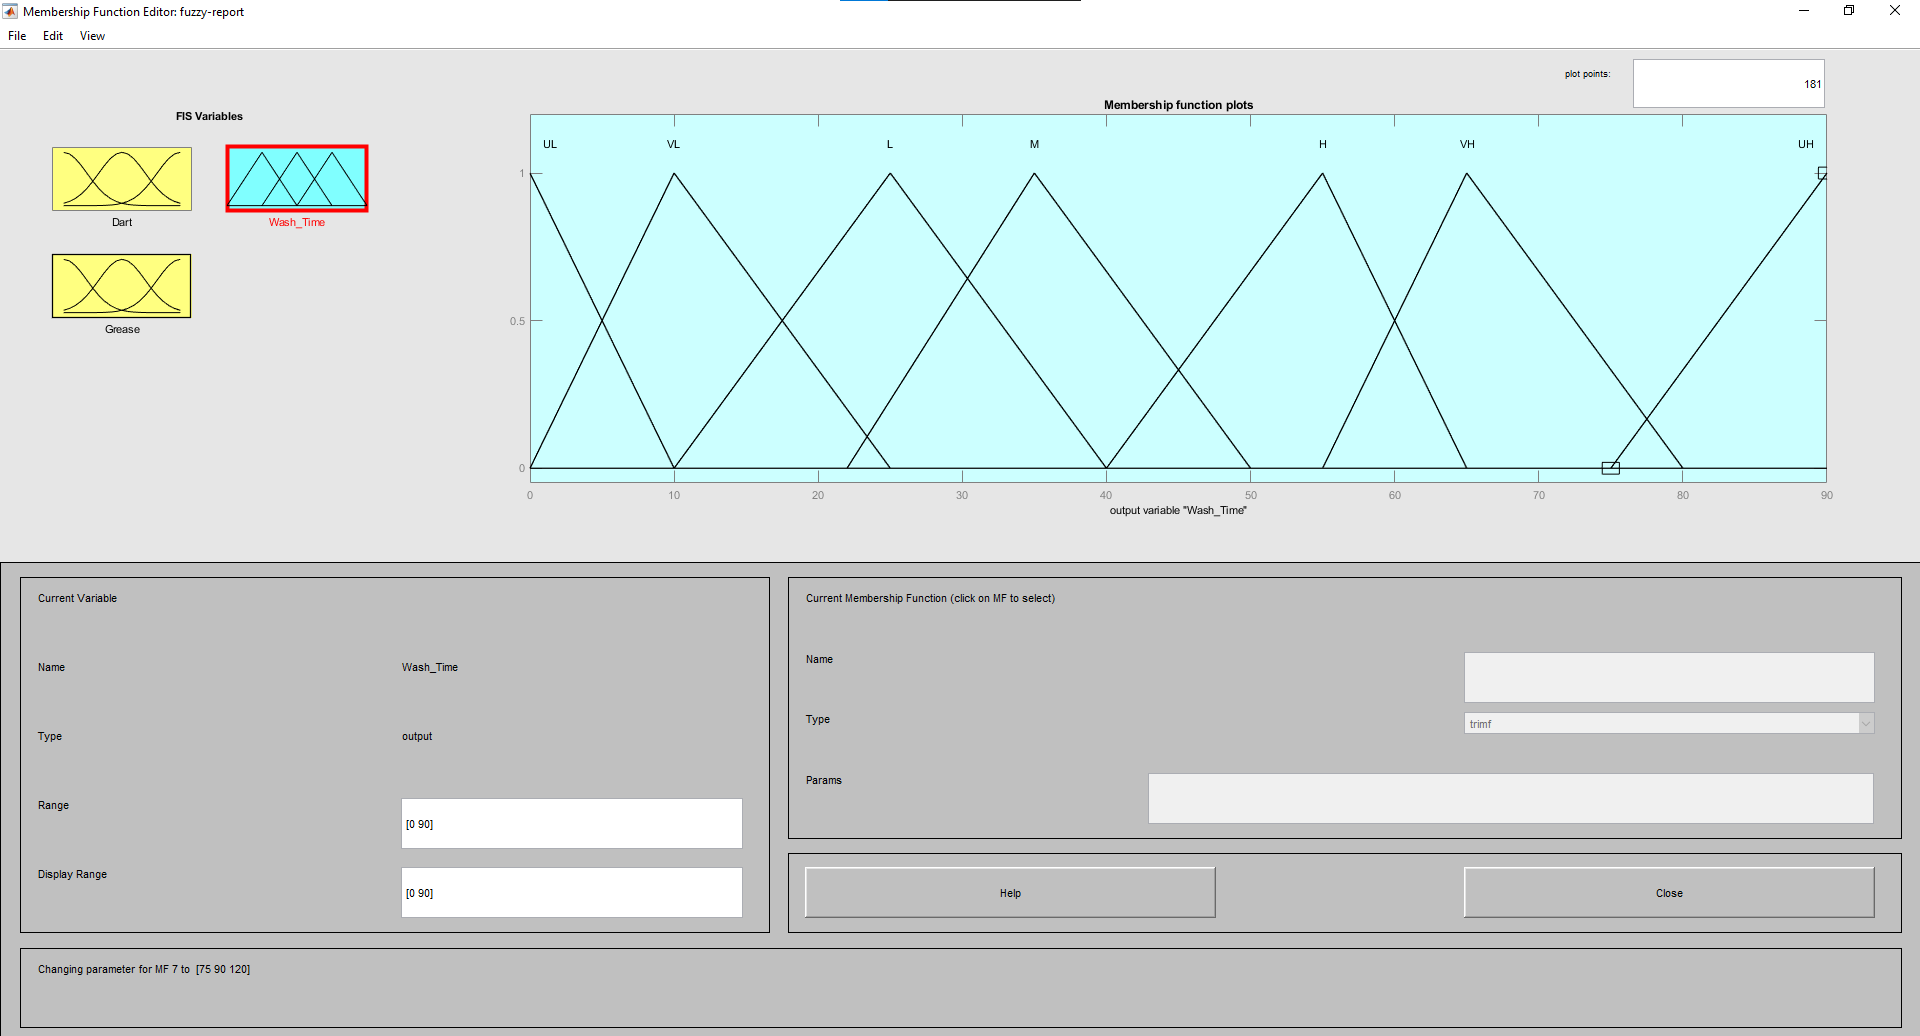 Membership Function Editor: fuzzy-report
File Edit View
plot points:
181
FIS Variables
Dart
Wash_Time
Grease
Membership function plots
UL VL L M H VH UH
1
0.5
0
0 10 20 30 40 50 60 70 80 90
output variable "Wash_Time"
Current Variable
Name Wash_Time
Type output
Range [0 90]
Display Range [0 90]
Current Membership Function (click on MF to select)
Name
Type trimf
Params
Help Close
Changing parameter for MF 7 to [75 90 120]